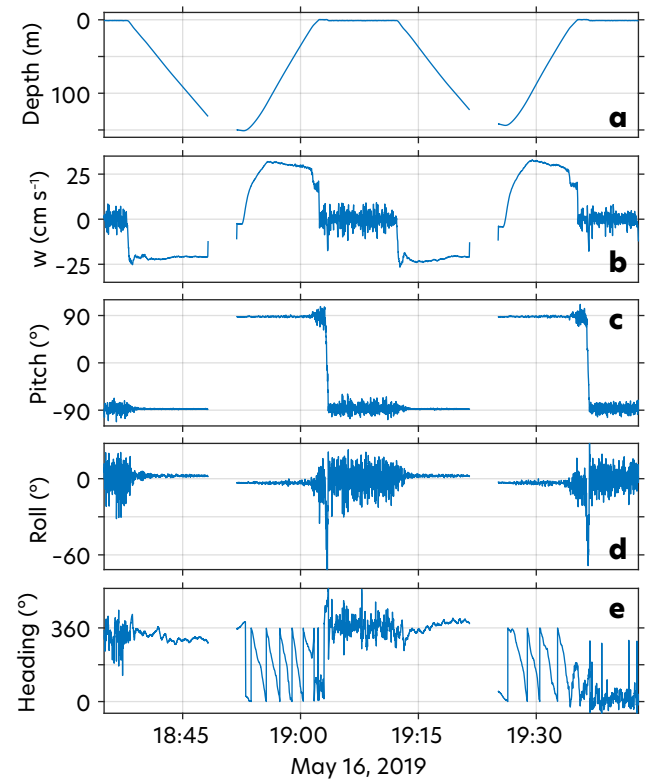 0
100
Depth (m)
a
25
0
−25
w (cm s⁻¹)
b
90
0
−90
Pitch (°)
c
0
−60
Roll (°)
d
360
0
Heading (°)
e
18:45 19:00 19:15 19:30
May 16, 2019